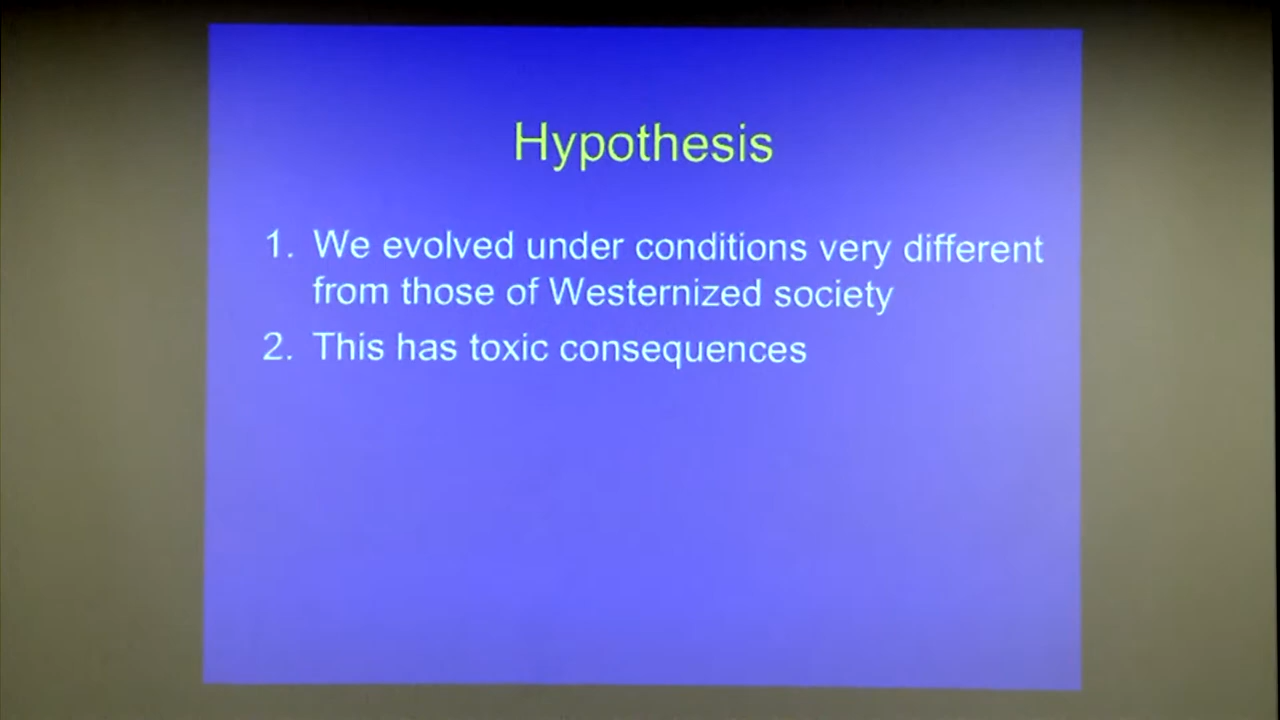 Hypothesis
1. We evolved under conditions very different
from those of Westernized society
2. This has toxic consequences